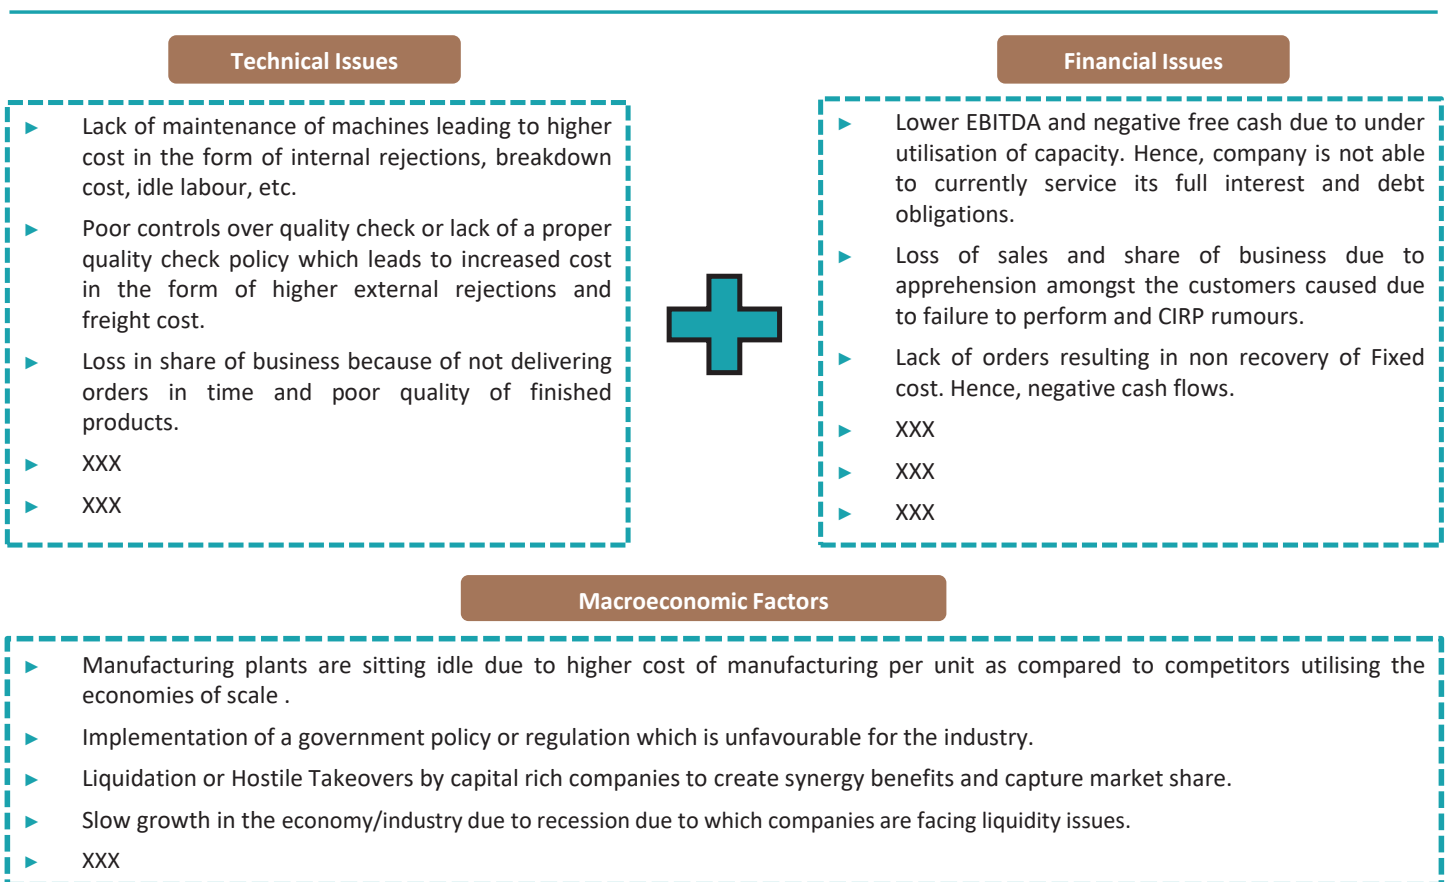 Technical Issues
► Lack of maintenance of machines leading to higher
cost in the form of internal rejections, breakdown
cost, idle labour, etc.
► Poor controls over quality check or lack of a proper
quality check policy which leads to increased cost
in the form of higher external rejections and
freight cost.
► Loss in share of business because of not delivering
orders in time and poor quality of finished
products.
► XXX
► XXX
Financial Issues
► Lower EBITDA and negative free cash due to under
utilisation of capacity. Hence, company is not able
to currently service its full interest and debt
obligations.
► Loss of sales and share of business due to
apprehension amongst the customers caused due
to failure to perform and CIRP rumours.
► Lack of orders resulting in non recovery of Fixed
cost. Hence, negative cash flows.
► XXX
► XXX
► XXX
Macroeconomic Factors
► Manufacturing plants are sitting idle due to higher cost of manufacturing per unit as compared to competitors utilising the
economies of scale .
► Implementation of a government policy or regulation which is unfavourable for the industry.
► Liquidation or Hostile Takeovers by capital rich companies to create synergy benefits and capture market share.
► Slow growth in the economy/industry due to recession due to which companies are facing liquidity issues.
► XXX